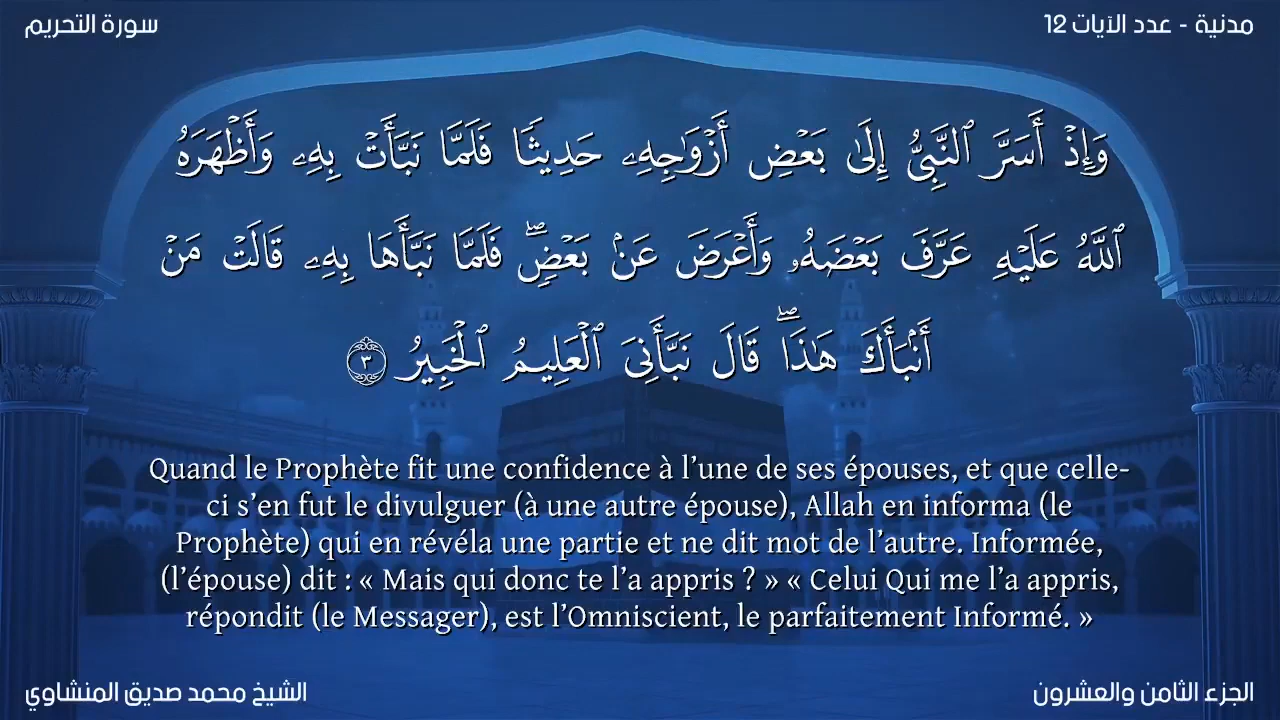 سورة التحريم
مدنية - عدد الآيات 12
وَإِذْ أَسَرَّ ٱلنَّبِىُّ إِلَىٰ بَعْضِ أَزْوَٰجِهِۦ حَدِيثًا فَلَمَّا نَبَّأَتْ بِهِۦ وَأَظْهَرَهُ
ٱللَّهُ عَلَيْهِ عَرَّفَ بَعْضَهُۥ وَأَعْرَضَ عَنۢ بَعْضٍۖ فَلَمَّا نَبَّأَهَا بِهِۦ قَالَتْ مَنْ
أَنۢبَأَكَ هَـٰذَاۖ قَالَ نَبَّأَنِىَ ٱلْعَلِيمُ ٱلْخَبِيرُ ٣
Quand le Prophète fit une confidence à l’une de ses épouses, et que celle-
ci s’en fut le divulguer (à une autre épouse), Allah en informa (le
Prophète) qui en révéla une partie et ne dit mot de l’autre. Informée,
(l’épouse) dit : « Mais qui donc te l’a appris ? » « Celui Qui me l’a appris,
répondit (le Messager), est l’Omniscient, le parfaitement Informé. »
الشيخ محمد صديق المنشاوي
الجزء الثامن والعشرون